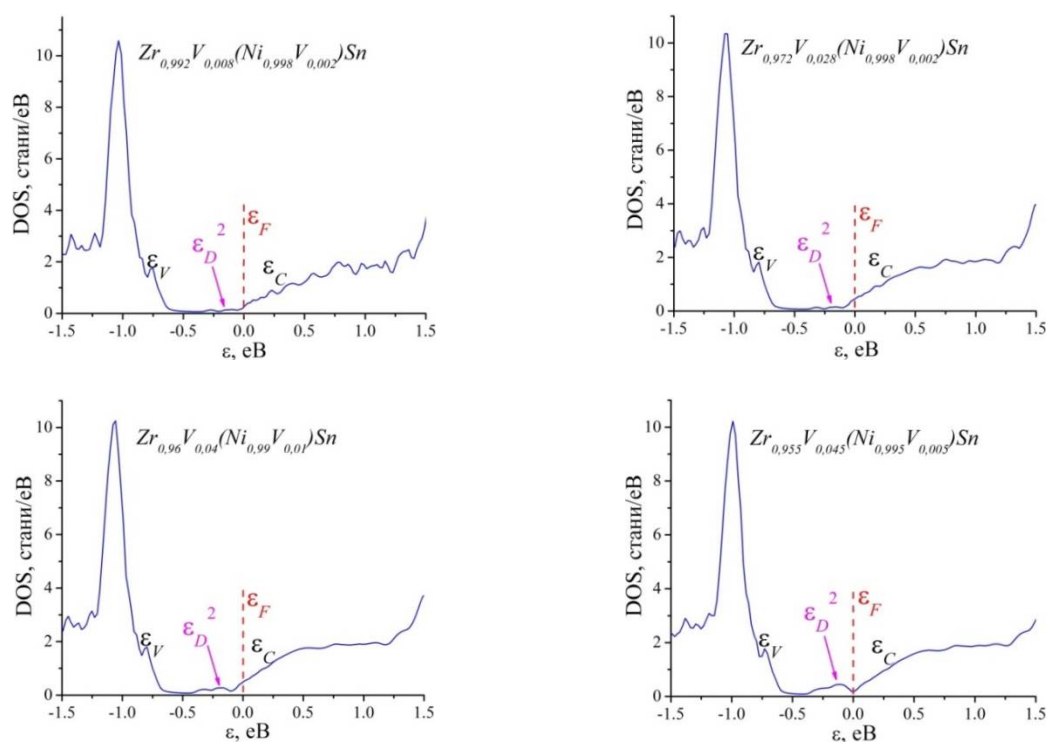 DOS, стани/еВ
10
8
6
4
2
0
Zr0,992V0,008(Ni0,998V0,002)Sn
εV
εD2
εF
εC
-1.5 -1.0 -0.5 0.0 0.5 1.0 1.5
ε, еВ
DOS, стани/еВ
10
8
6
4
2
0
Zr0,972V0,028(Ni0,998V0,002)Sn
εV
εD2
εF
εC
-1.5 -1.0 -0.5 0.0 0.5 1.0 1.5
ε, еВ
DOS, стани/еВ
10
8
6
4
2
0
Zr0,96V0,04(Ni0,99V0,01)Sn
εV
εD2
εF
εC
-1.5 -1.0 -0.5 0.0 0.5 1.0 1.5
ε, еВ
DOS, стани/еВ
10
8
6
4
2
0
Zr0,955V0,045(Ni0,995V0,005)Sn
εV
εD2
εF
εC
-1.5 -1.0 -0.5 0.0 0.5 1.0 1.5
ε, еВ